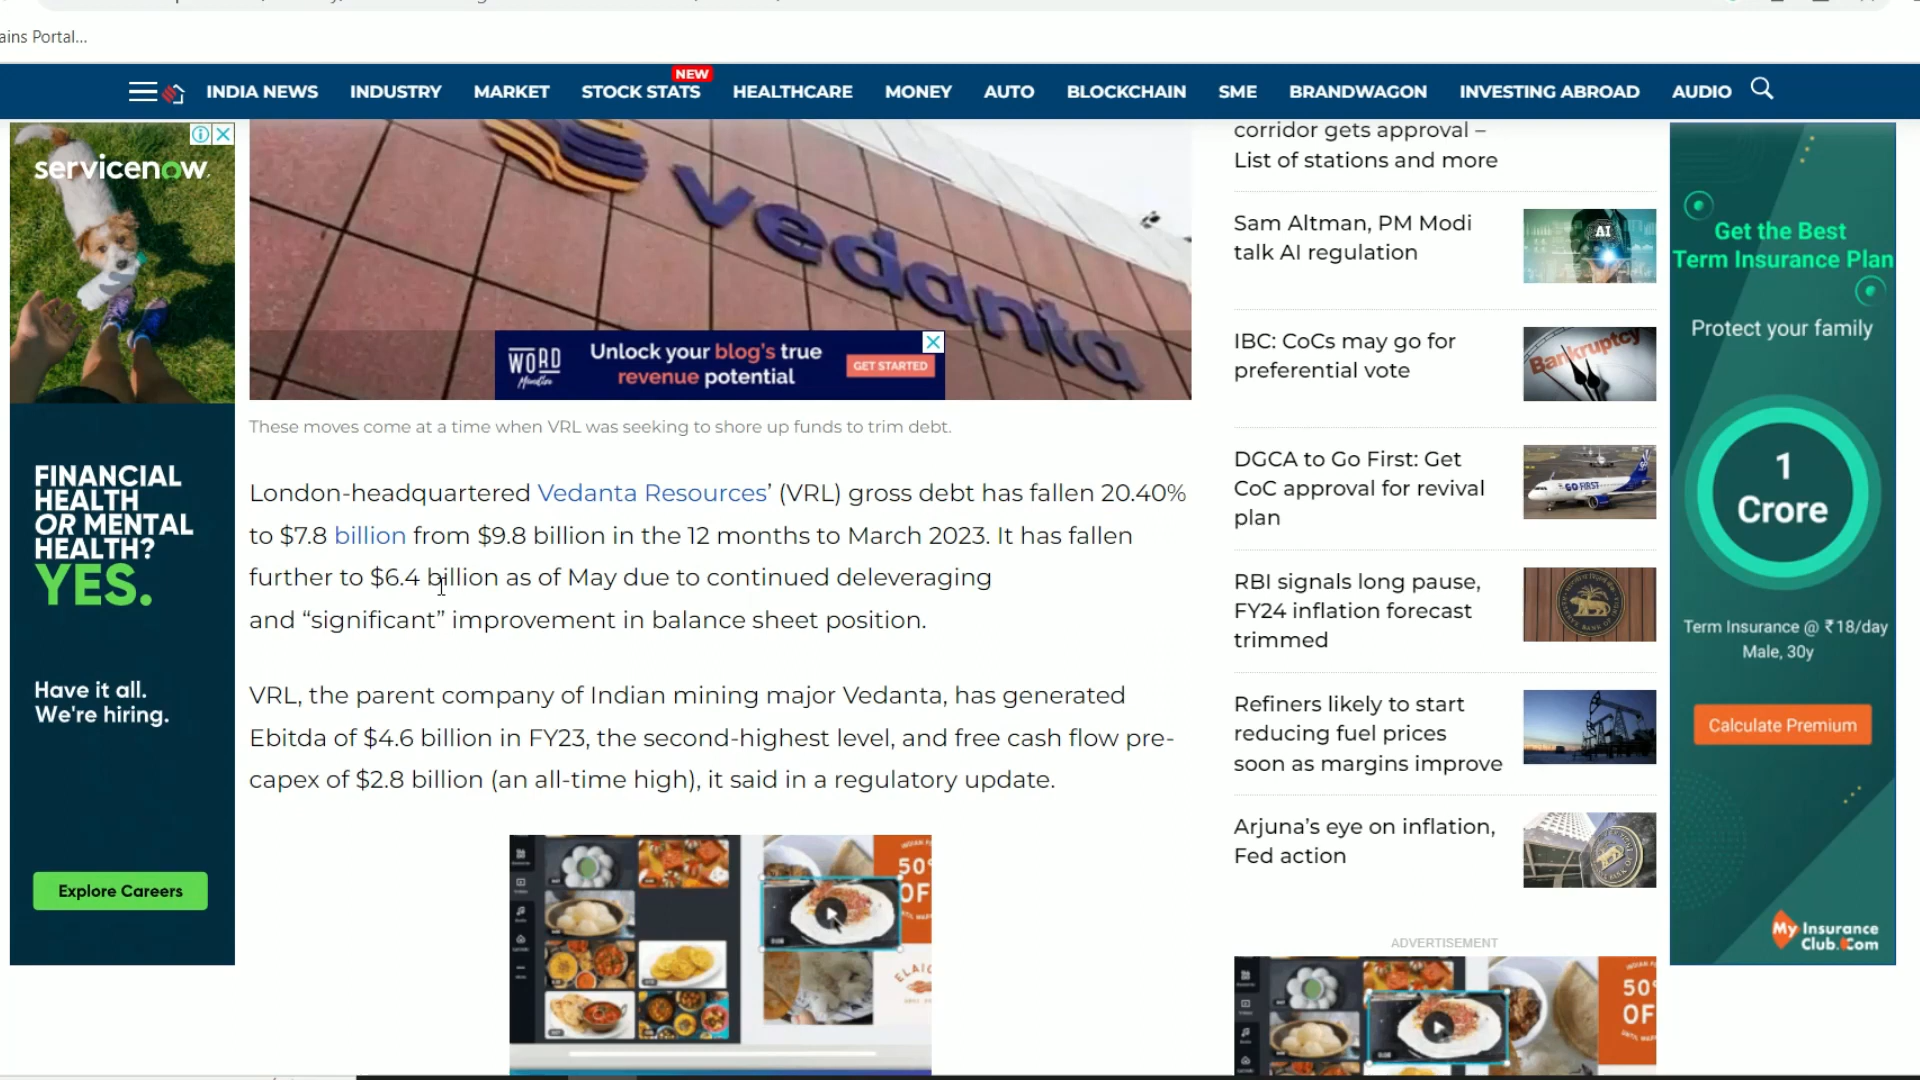 ains Portal...
INDIA NEWS INDUSTRY MARKET STOCK STATS NEW HEALTHCARE MONEY AUTO BLOCKCHAIN SME BRANDWAGON INVESTING ABROAD AUDIO
servicenow.
FINANCIAL
HEALTH
OR MENTAL
HEALTH?
YES.
Have it all.
We're hiring.
Explore Careers
vedanta
WORD
Unlock your blog's true
revenue potential
GET STARTED
These moves come at a time when VRL was seeking to shore up funds to trim debt.
London-headquartered Vedanta Resources’ (VRL) gross debt has fallen 20.40%
to $7.8 billion from $9.8 billion in the 12 months to March 2023. It has fallen
further to $6.4 billion as of May due to continued deleveraging
and “significant” improvement in balance sheet position.
VRL, the parent company of Indian mining major Vedanta, has generated
Ebitda of $4.6 billion in FY23, the second-highest level, and free cash flow pre-
capex of $2.8 billion (an all-time high), it said in a regulatory update.
50%
OF
corridor gets approval –
List of stations and more
Sam Altman, PM Modi
talk AI regulation
AI
IBC: CoCs may go for
preferential vote
Bankruptcy
DGCA to Go First: Get
CoC approval for revival
plan
GO FIRST
RBI signals long pause,
FY24 inflation forecast
trimmed
Refiners likely to start
reducing fuel prices
soon as margins improve
Arjuna’s eye on inflation,
Fed action
ADVERTISEMENT
50%
OF
Get the Best
Term Insurance Plan
Protect your family
1
Crore
Term Insurance @ ₹18/day
Male, 30y
Calculate Premium
My Insurance
Club.Com